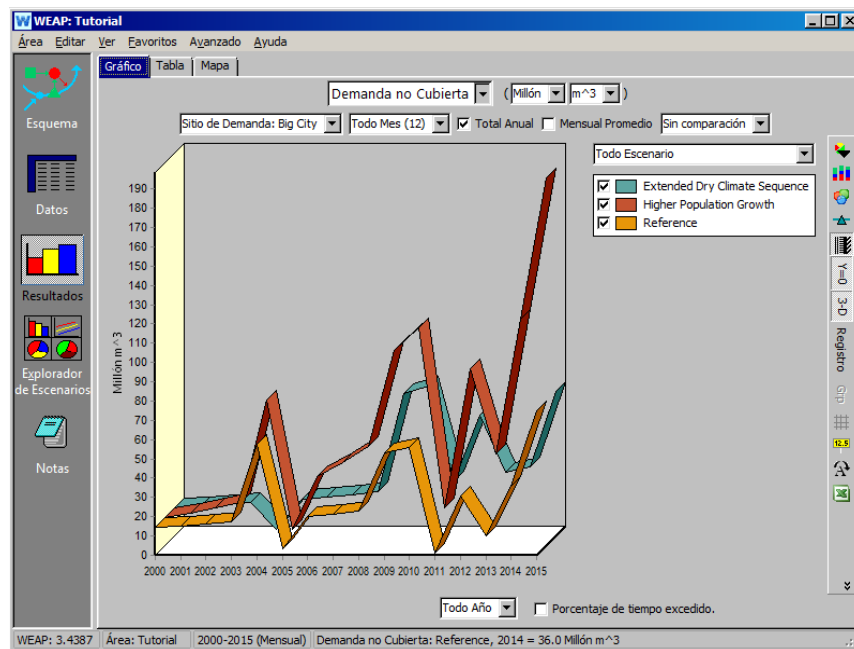 WEAP: Tutorial
Área Editar Ver Favoritos Avanzado Ayuda
Gráfico Tabla Mapa
Demanda no Cubierta ( Millón m^3 )
Sitio de Demanda: Big City Todo Mes (12) Total Anual Mensual Promedio Sin comparación
Todo Escenario
Extended Dry Climate Sequence
Higher Population Growth
Reference
Esquema
Datos
Resultados
Explorador
de Escenarios
Notas
Millón m^3
190
180
170
160
150
140
130
120
110
100
90
80
70
60
50
40
30
20
10
0
2000 2001 2002 2003 2004 2005 2006 2007 2008 2009 2010 2011 2012 2013 2014 2015
Y=0
3-D
Registro
Grp
12.5
A
Todo Año Porcentaje de tiempo excedido.
WEAP: 3.4387 Área: Tutorial 2000-2015 (Mensual) Demanda no Cubierta: Reference, 2014 = 36.0 Millón m^3